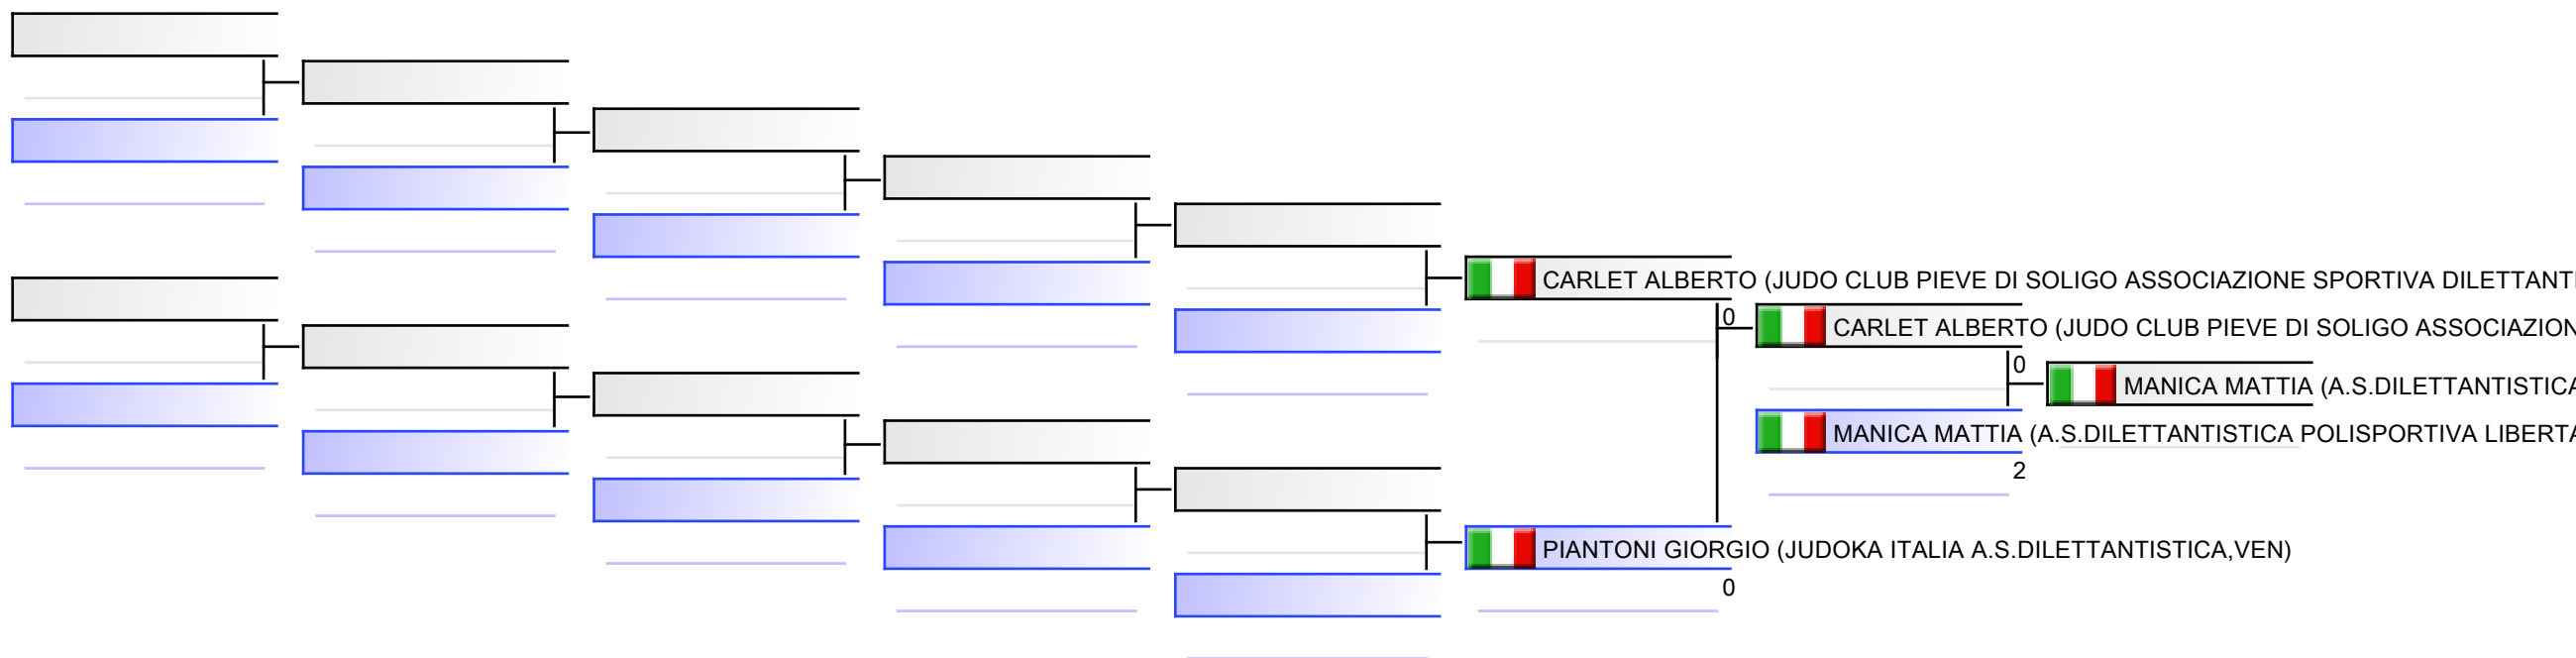 CARLET ALBERTO (JUDO CLUB PIEVE DI SOLIGO ASSOCIAZIONE SPORTIVA DILETTANTI
0
CARLET ALBERTO (JUDO CLUB PIEVE DI SOLIGO ASSOCIAZION
0
MANICA MATTIA (A.S.DILETTANTISTICA
MANICA MATTIA (A.S.DILETTANTISTICA POLISPORTIVA LIBERTA
2
PIANTONI GIORGIO (JUDOKA ITALIA A.S.DILETTANTISTICA,VEN)
0